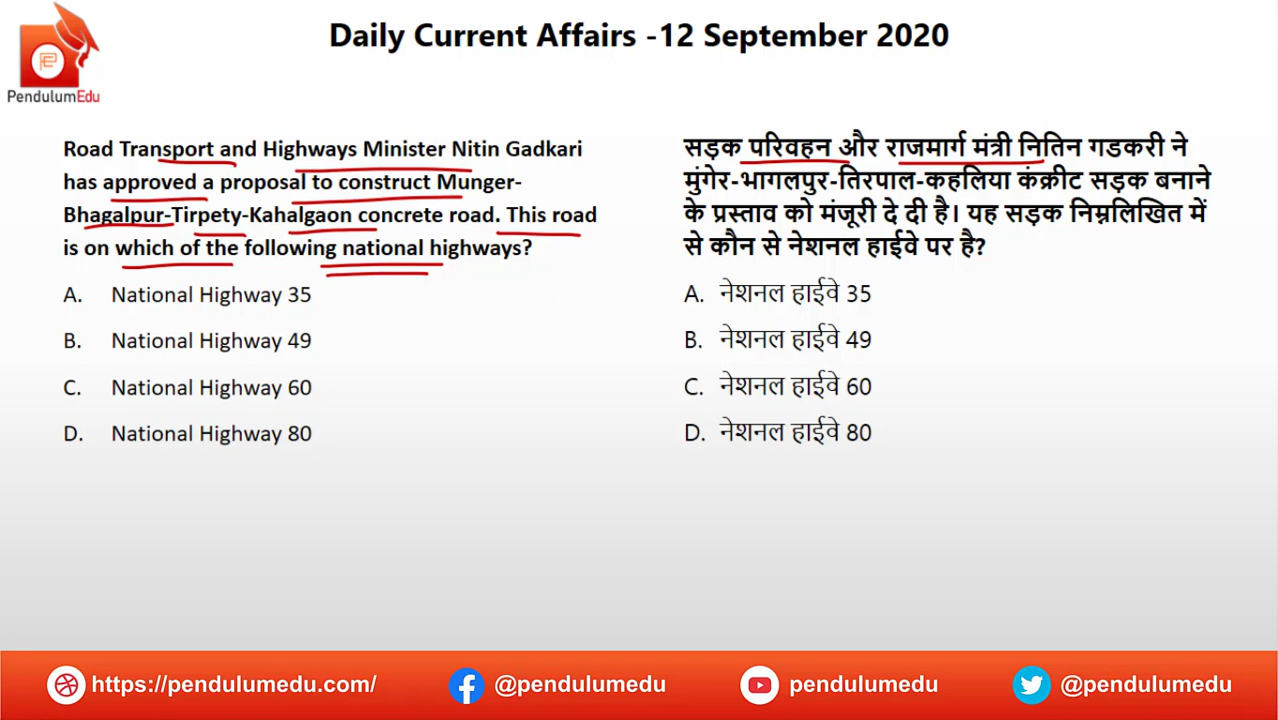 Daily Current Affairs -12 September 2020
PendulumEdu
Road Transport and Highways Minister Nitin Gadkari
has approved a proposal to construct Munger-
Bhagalpur-Tirpety-Kahalgaon concrete road. This road
is on which of the following national highways?
A. National Highway 35
B. National Highway 49
C. National Highway 60
D. National Highway 80
सड़क परिवहन और राजमार्ग मंत्री नितिन गडकरी ने
मुंगेर-भागलपुर-तिरपाल-कहलिया कंक्रीट सड़क बनाने
के प्रस्ताव को मंजूरी दे दी है। यह सड़क निम्नलिखित में
से कौन से नेशनल हाईवे पर है?
A. नेशनल हाईवे 35
B. नेशनल हाईवे 49
C. नेशनल हाईवे 60
D. नेशनल हाईवे 80
https://pendulumedu.com/
@pendulumedu
pendulumedu
@pendulumedu